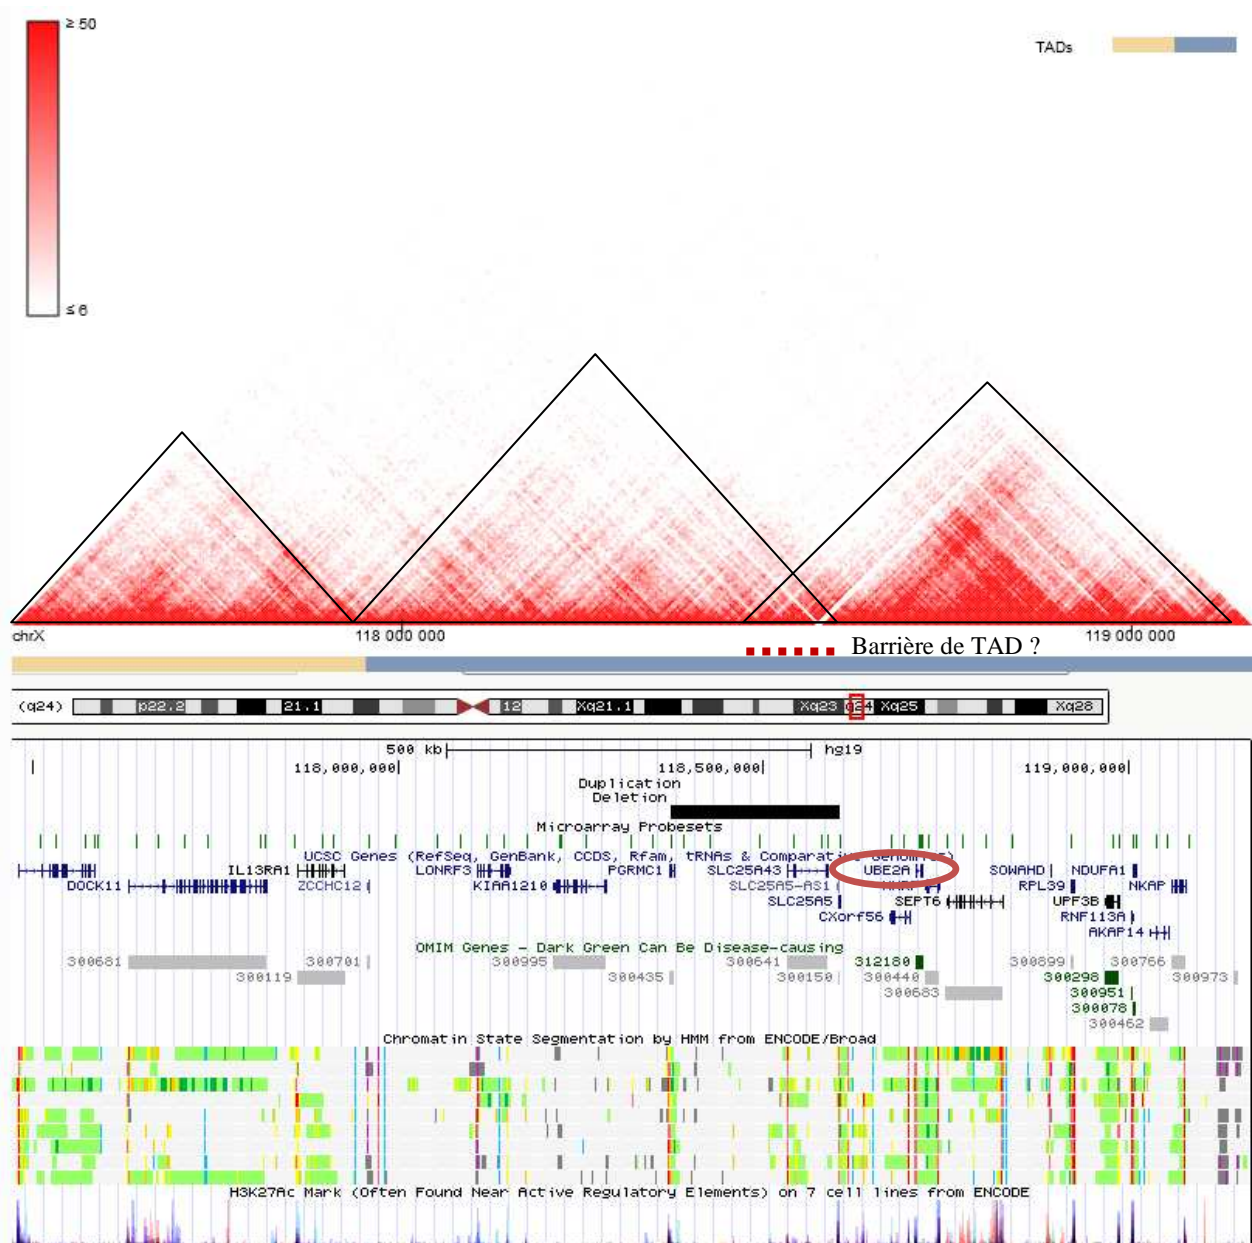 ≥ 50
TADs
≤ 6
chrX
118 000 000
119 000 000
Barrière de TAD ?
(q24) p22.2 21.1 12 Xq21.1 Xq23 q24 Xq25 Xq28
500 kb hg19
118,000,000| 118,500,000| 119,000,000|
Duplication
Deletion
Microarray Probesets
UCSC Genes (RefSeq, GenBank, CCDS, Rfam, tRNAs & Comparative Genomics)
IL13RA1 LONRF3 PGRMC1 SLC25A43 UBE2A SOWAHD NDUFA1
DOCK11 ZCCHC12 KIAA1210 SLC25A5-AS1 RPL39 NKAP
SLC25A5 SEPT6 UPF3B
CXorf56 RNF113A
AKAP14
OMIM Genes - Dark Green Can Be Disease-causing
300681 300701 300995 300641 312180 300899 300766
300119 300435 300150 300440 300298 300973
300683 300951
300078
300462
Chromatin State Segmentation by HMM from ENCODE/Broad
H3K27Ac Mark (Often Found Near Active Regulatory Elements) on 7 cell lines from ENCODE